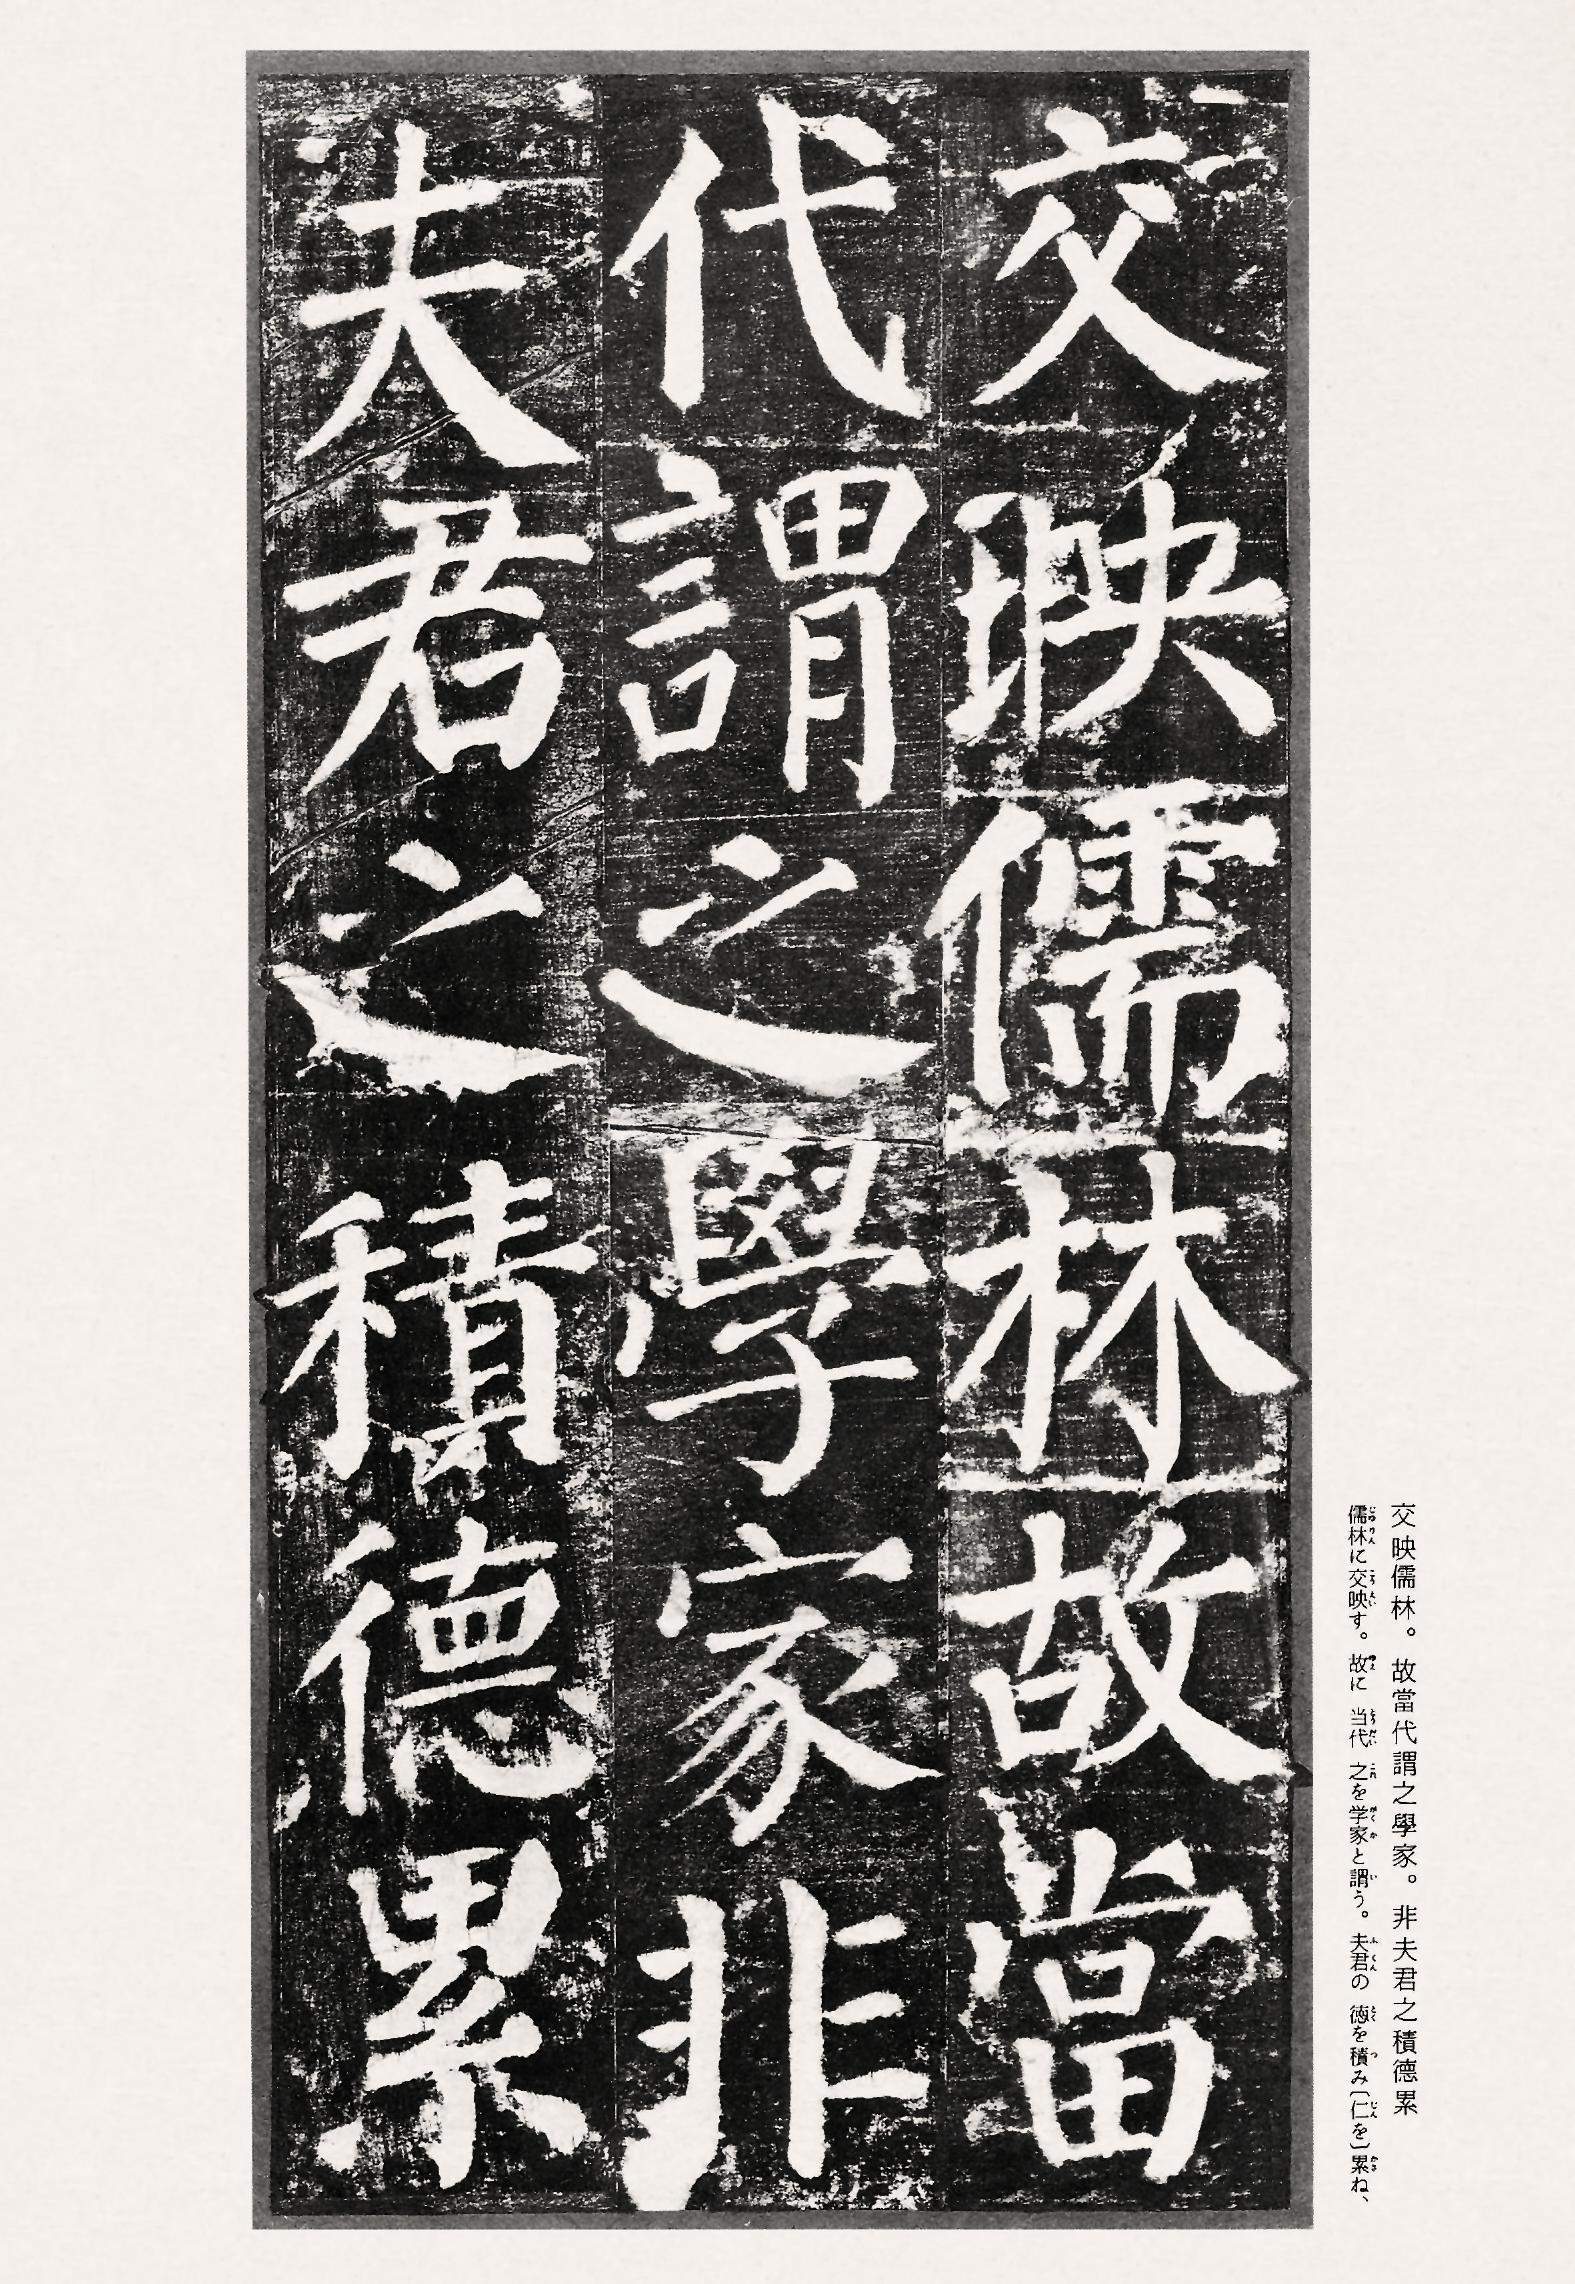 交映儒林故當
代謂之學家非
夫君之積德累
交映儒林。故當代謂之學家。非夫君之積德累
儒林に交映す。故に 当代 之を学家と謂う。夫君の 徳を積み〔仁を〕累ね、